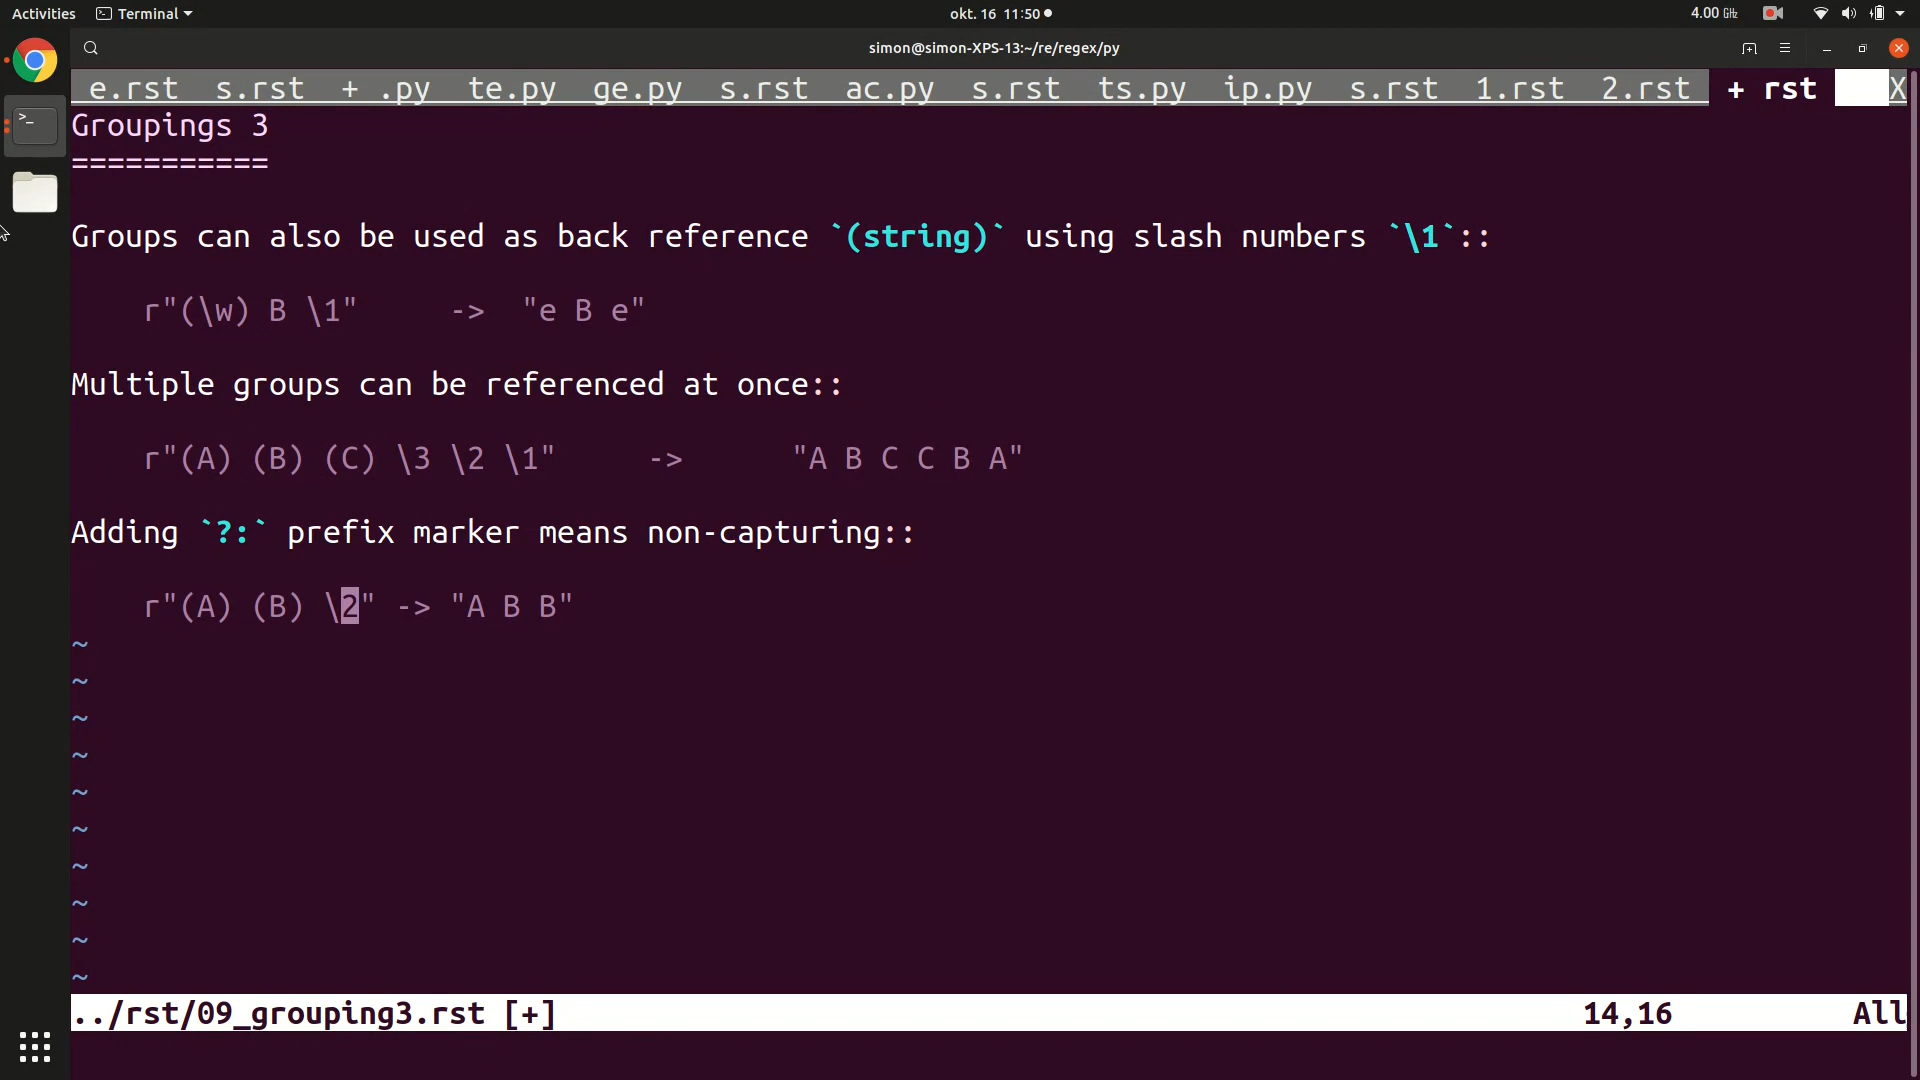 Activities Terminal okt. 16 11:50 4.00 GHz
simon@simon-XPS-13:~/re/regex/py
e.rst s.rst + .py te.py ge.py s.rst ac.py s.rst ts.py ip.py s.rst 1.rst 2.rst + rst X
Groupings 3
===========
Groups can also be used as back reference `(string)` using slash numbers `\1`::
r"(\w) B \1" -> "e B e"
Multiple groups can be referenced at once::
r"(A) (B) (C) \3 \2 \1" -> "A B C C B A"
Adding `?:` prefix marker means non-capturing::
r"(A) (B) \2" -> "A B B"
~
~
~
~
~
~
~
~
~
~
../rst/09_grouping3.rst [+] 14,16 All